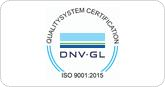 QUALITYSYSTEM CERTIFICATION
DNV·GL
ISO 9001:2015